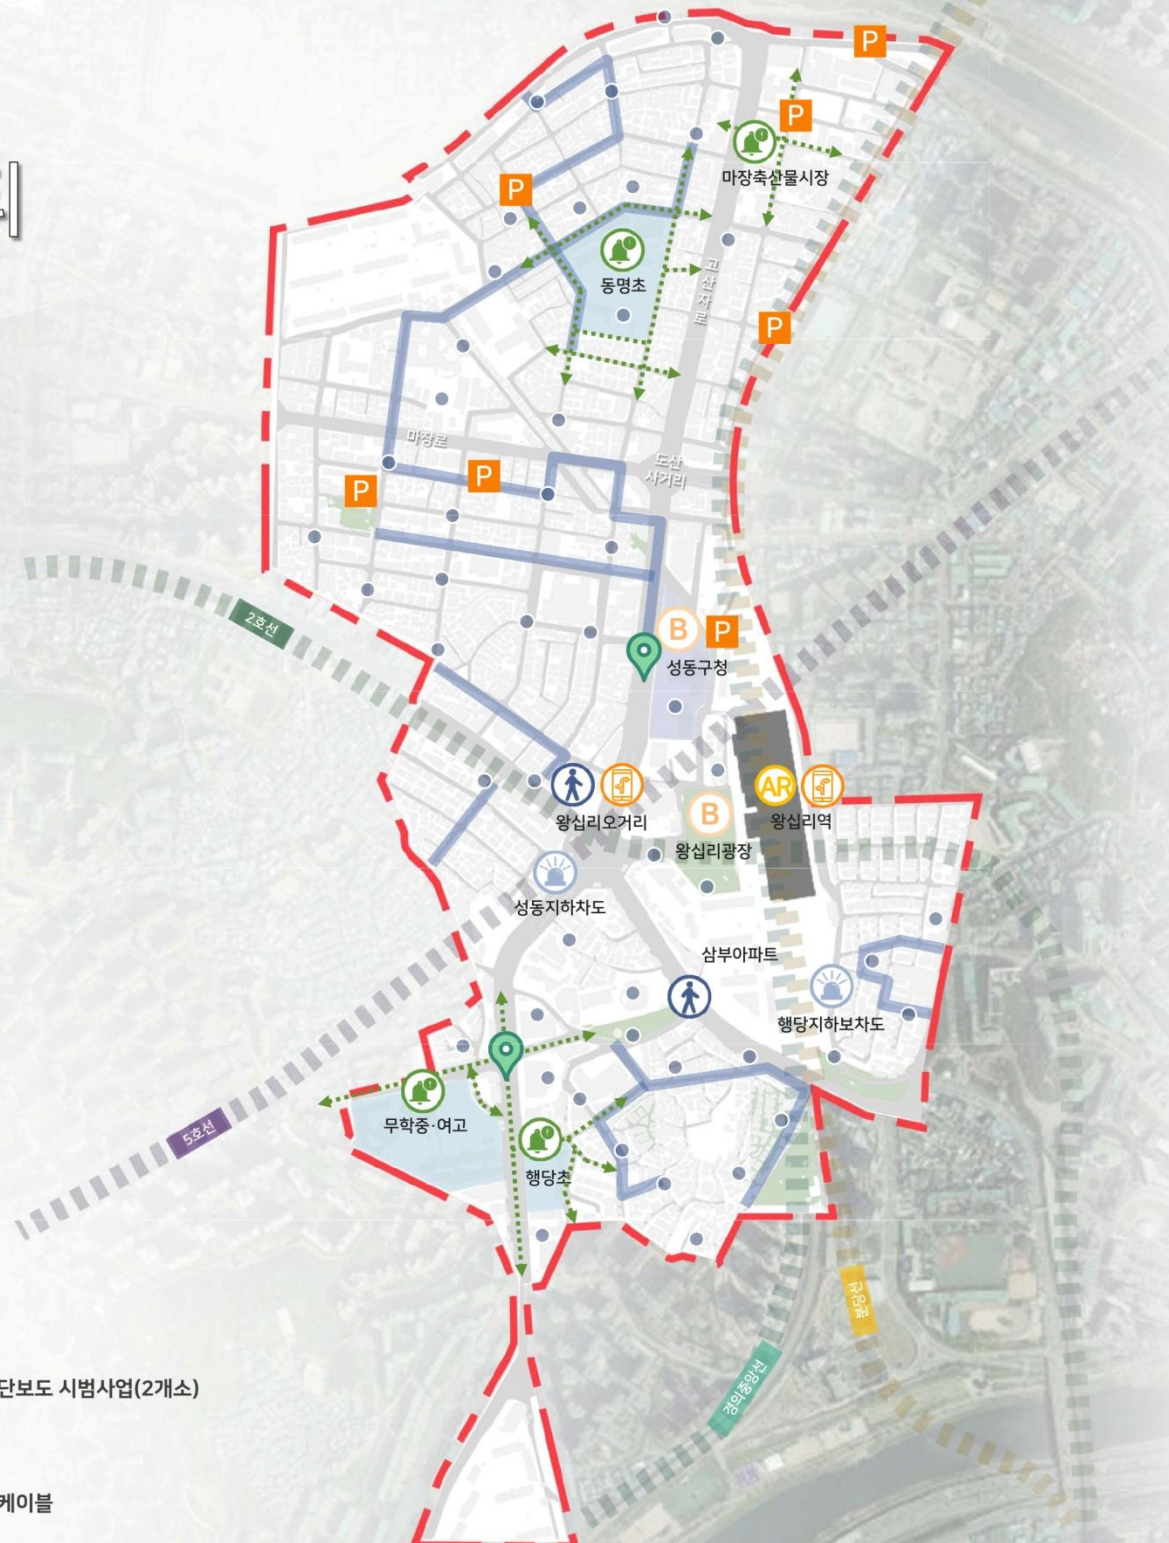 P
P
마장축산물시장
P
동명초
고산자로
P
마장로
도선
사거리
P
P
2호선
B
P
성동구청
AR
왕십리오거리
B
왕십리역
왕십리광장
성동지하차도
삼부아파트
행당지하보차도
무학중·여고
5호선
행당초
분당선
경의중앙선
단보도 시범사업(2개소)
케이블